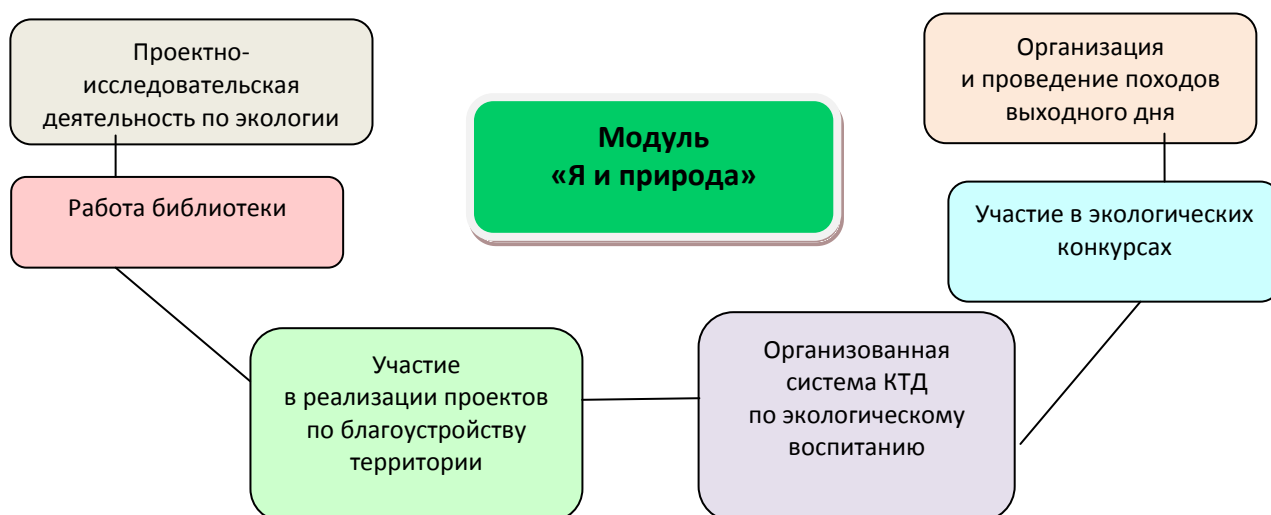 Проектно-
исследовательская
деятельность по экологии
Организация
и проведение походов
выходного дня
Модуль
«Я и природа»
Работа библиотеки
Участие в экологических
конкурсах
Участие
в реализации проектов
по благоустройству
территории
Организованная
система КТД
по экологическому
воспитанию